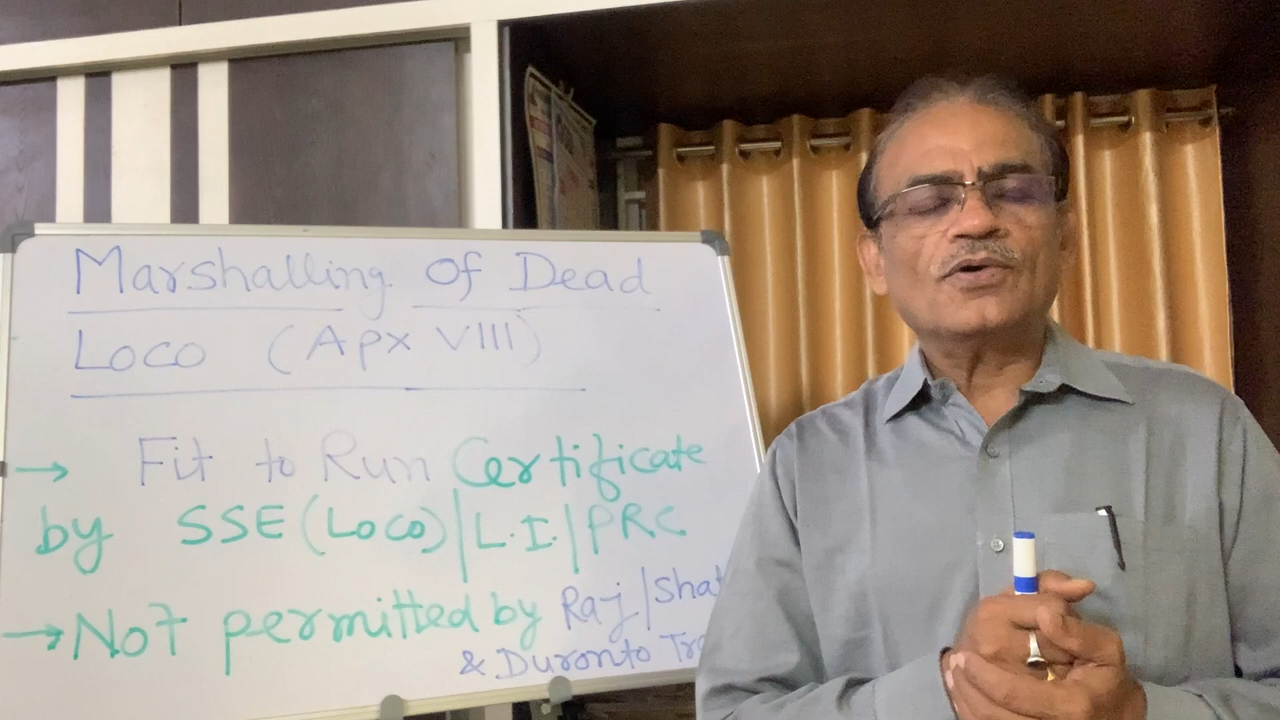 Marshalling Of Dead
Loco (Apx VIII)
→ Fit to Run Certificate
by SSE (Loco)|L.I.|PRC
→ Not permitted by Raj|Shat
& Duronto Tra